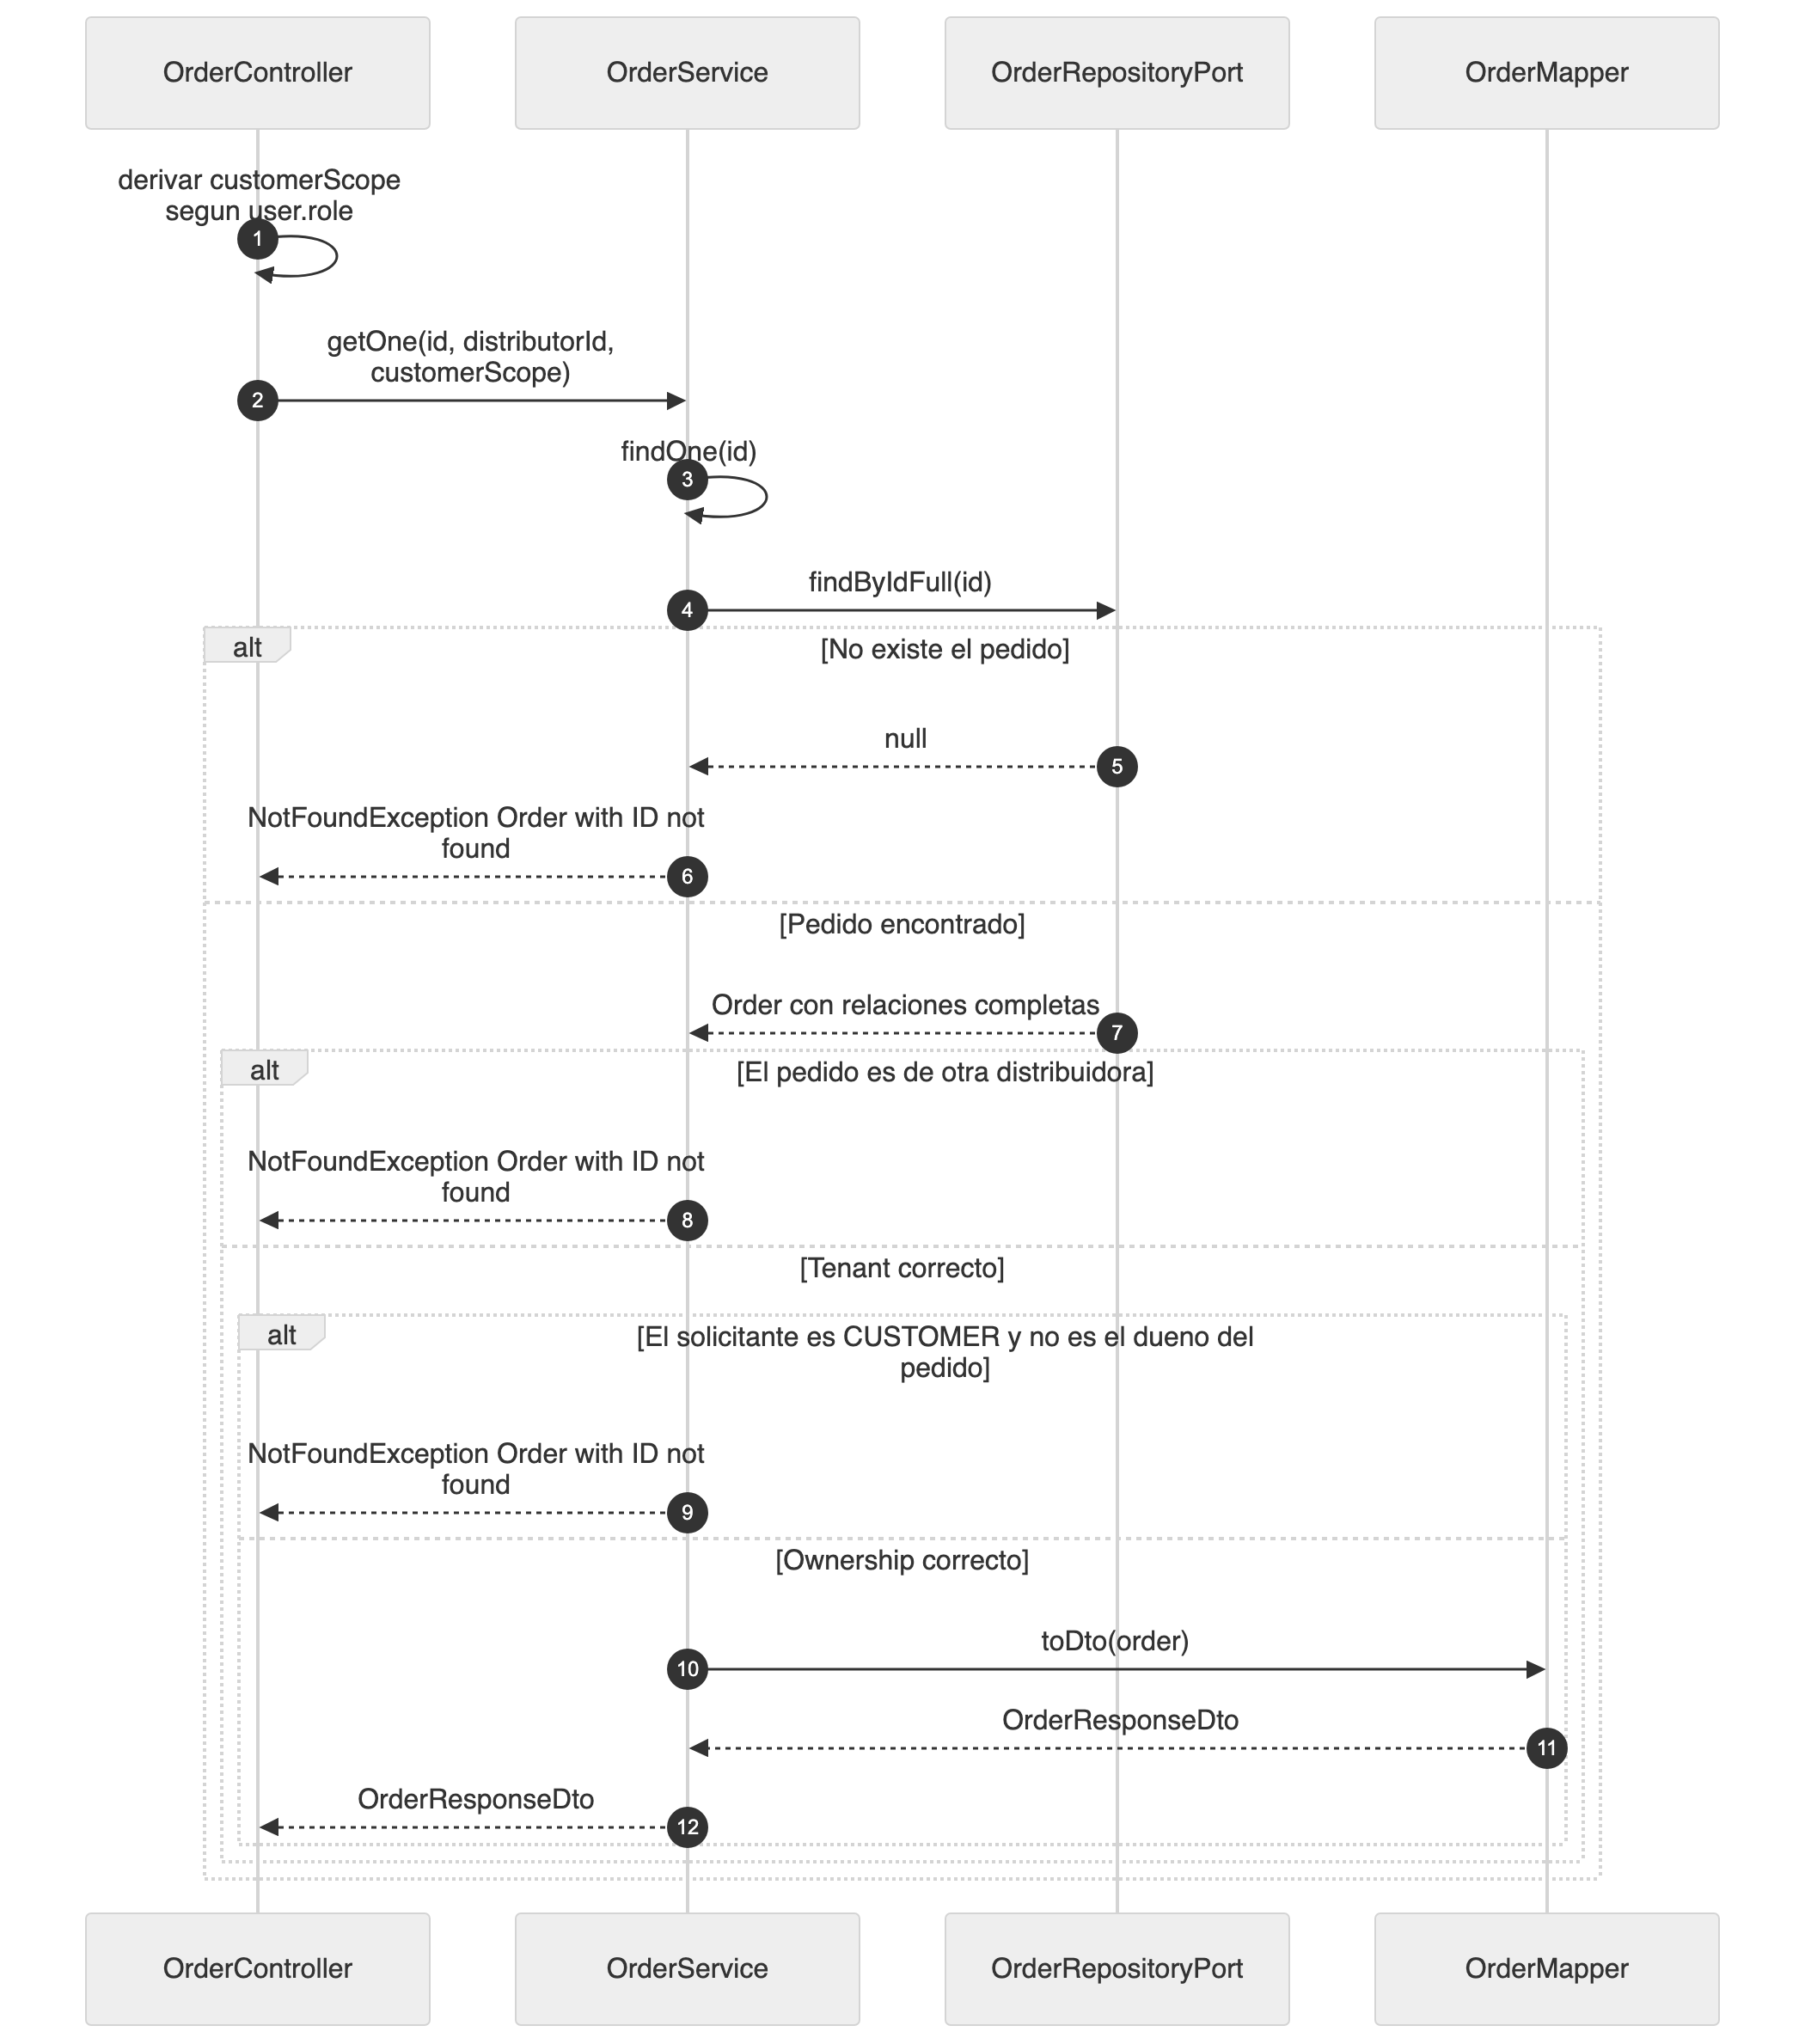 OrderController
OrderService
OrderRepositoryPort
OrderMapper
derivar customerScope
segun user.role
1
getOne(id, distributorId,
customerScope)
2
findOne(id)
3
findByIdFull(id)
4
alt
[No existe el pedido]
null
5
NotFoundException Order with ID not
found
6
[Pedido encontrado]
Order con relaciones completas
7
alt
[El pedido es de otra distribuidora]
NotFoundException Order with ID not
found
8
[Tenant correcto]
alt
[El solicitante es CUSTOMER y no es el dueno del
pedido]
NotFoundException Order with ID not
found
9
[Ownership correcto]
toDto(order)
10
OrderResponseDto
11
OrderResponseDto
12
OrderController
OrderService
OrderRepositoryPort
OrderMapper